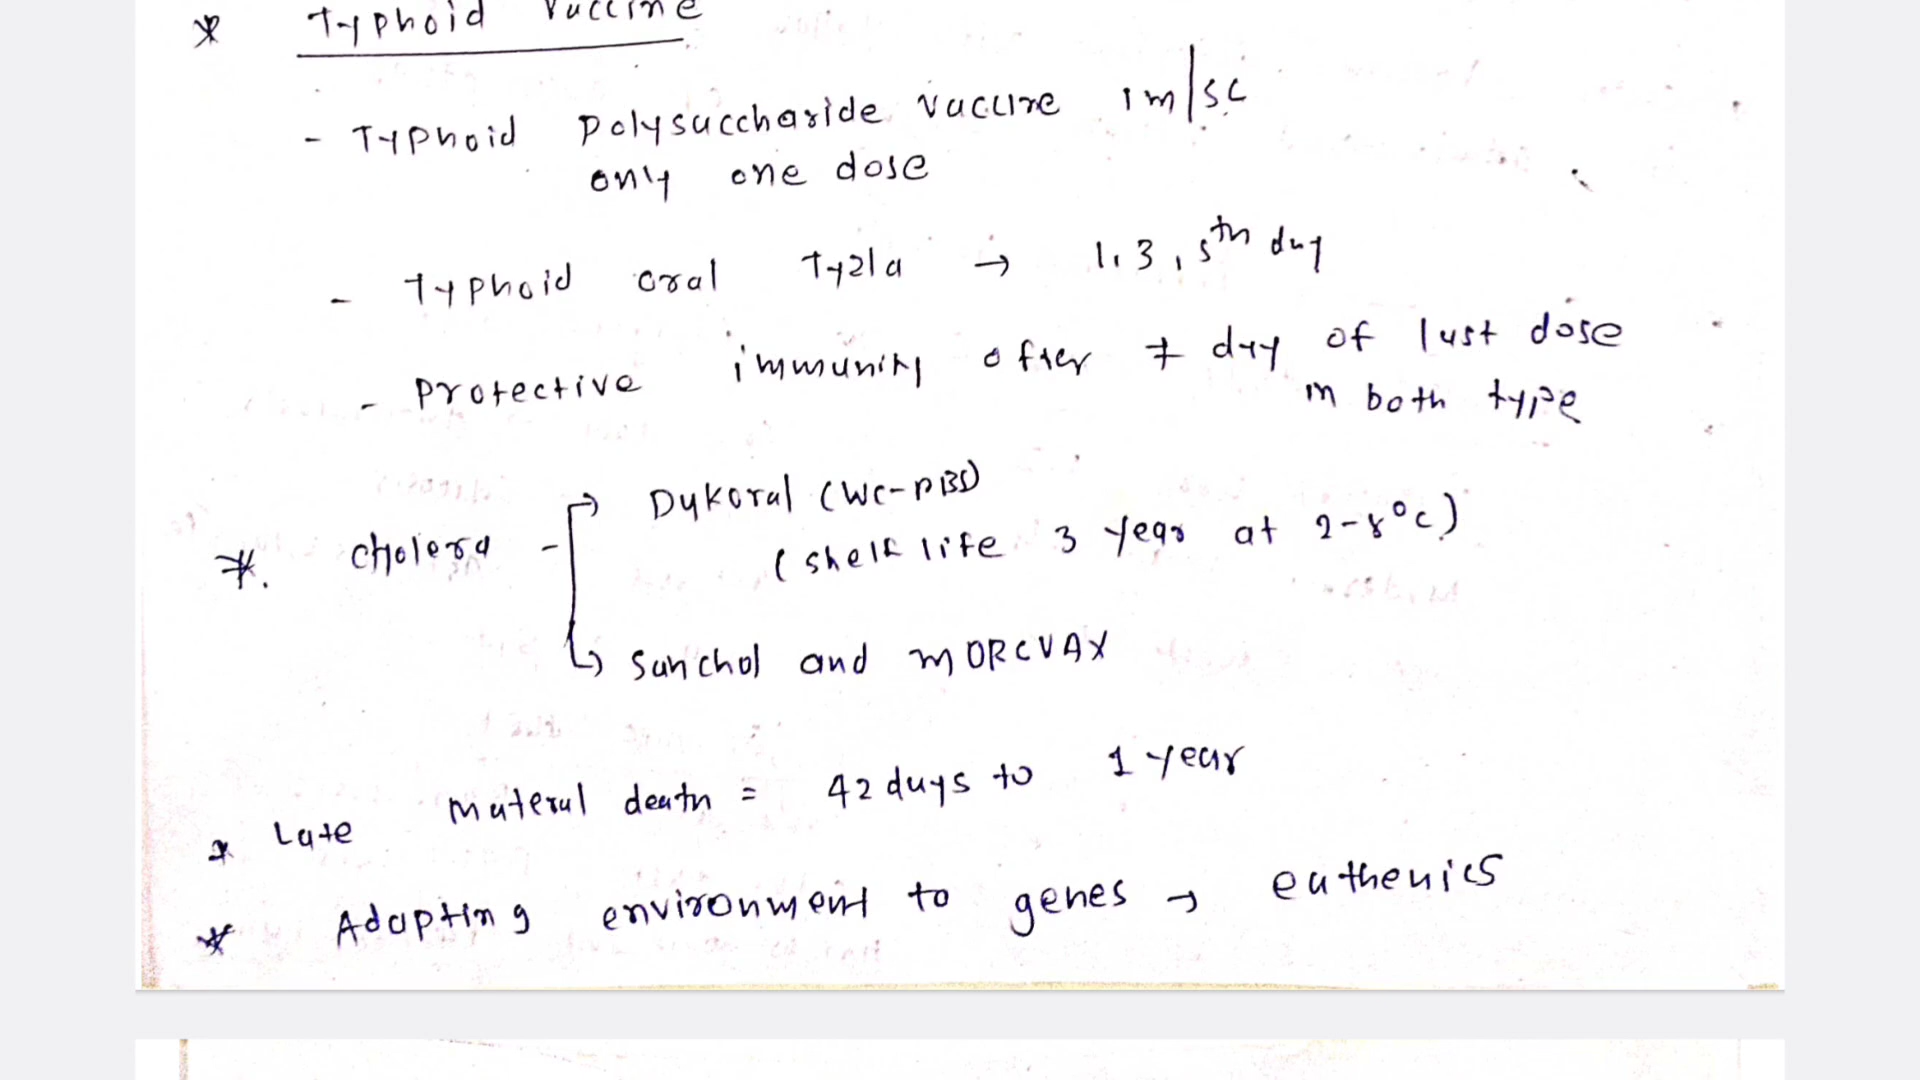 * Typhoid vaccine
- Typhoid polysaccharide vaccine im/sc
only one dose
- Typhoid oral Ty21a → 1, 3, 5th day
- protective immunity after 7 day of last dose
in both type
* cholera - → Dukoral (WC-rBS)
(shelf life 3 year at 2-8°c)
→ Sanchol and mORCVAX
* Late materal death = 42 days to 1 year
* Adapting environment to genes → euthenics